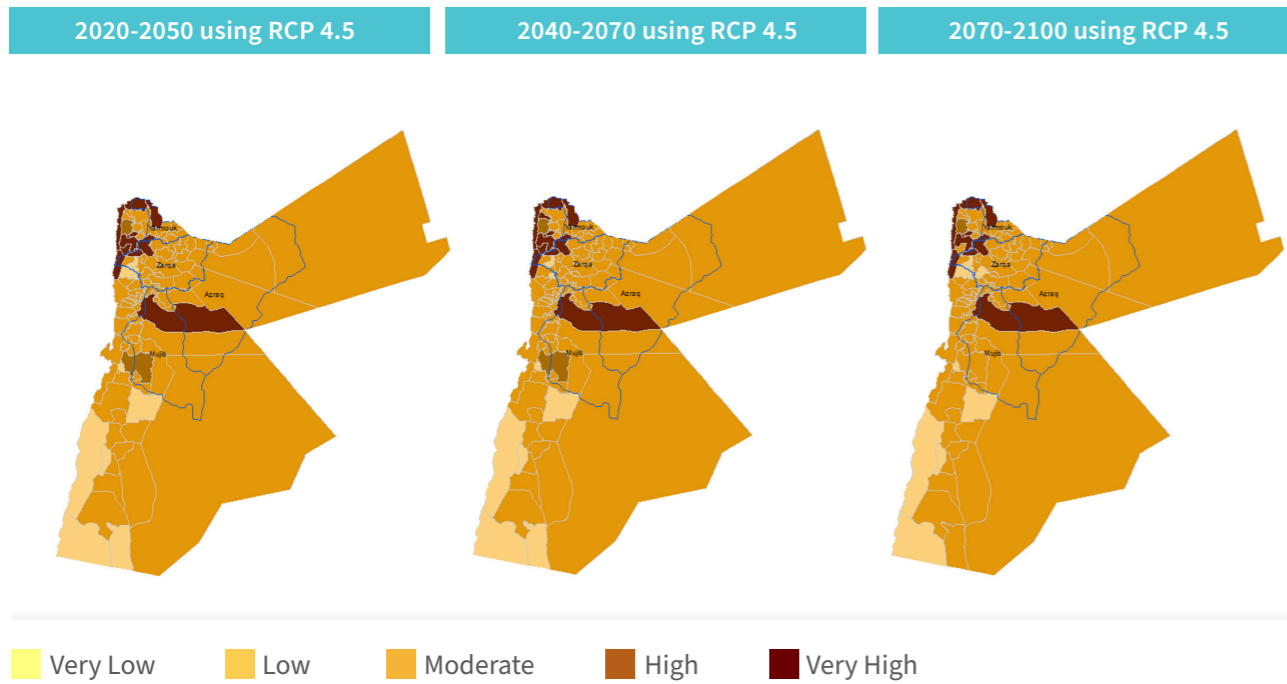 2020-2050 using RCP 4.5
2040-2070 using RCP 4.5
2070-2100 using RCP 4.5
Yarmouk
Zarqa
Azraq
Mujib
Yarmouk
Zarqa
Azraq
Mujib
Yarmouk
Zarqa
Azraq
Mujib
Very Low
Low
Moderate
High
Very High